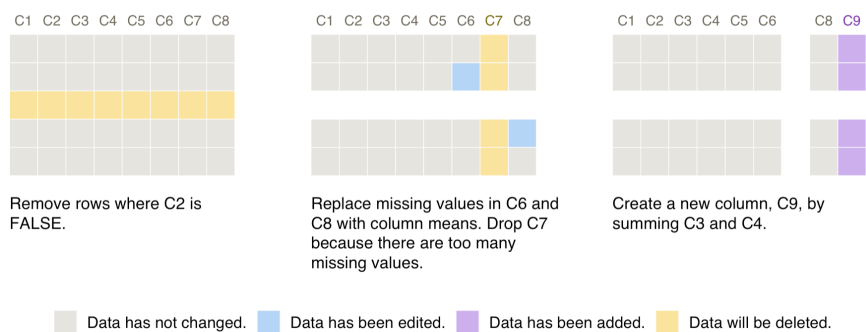 C1 C2 C3 C4 C5 C6 C7 C8
C1 C2 C3 C4 C5 C6 C7 C8
C1 C2 C3 C4 C5 C6 C8 C9
Remove rows where C2 is
FALSE.
Replace missing values in C6 and
C8 with column means. Drop C7
because there are too many
missing values.
Create a new column, C9, by
summing C3 and C4.
Data has not changed. Data has been edited. Data has been added. Data will be deleted.